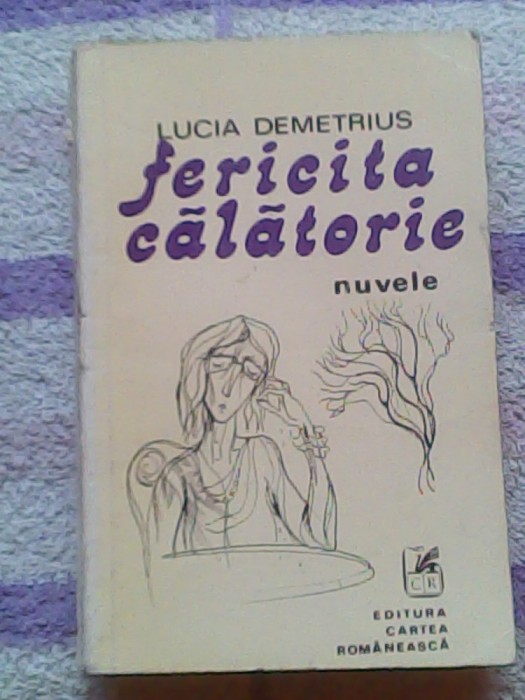 LUCIA DEMETRIUS
fericita
călătorie
nuvele
CR
EDITURA
CARTEA
ROMÂNEASCĂ